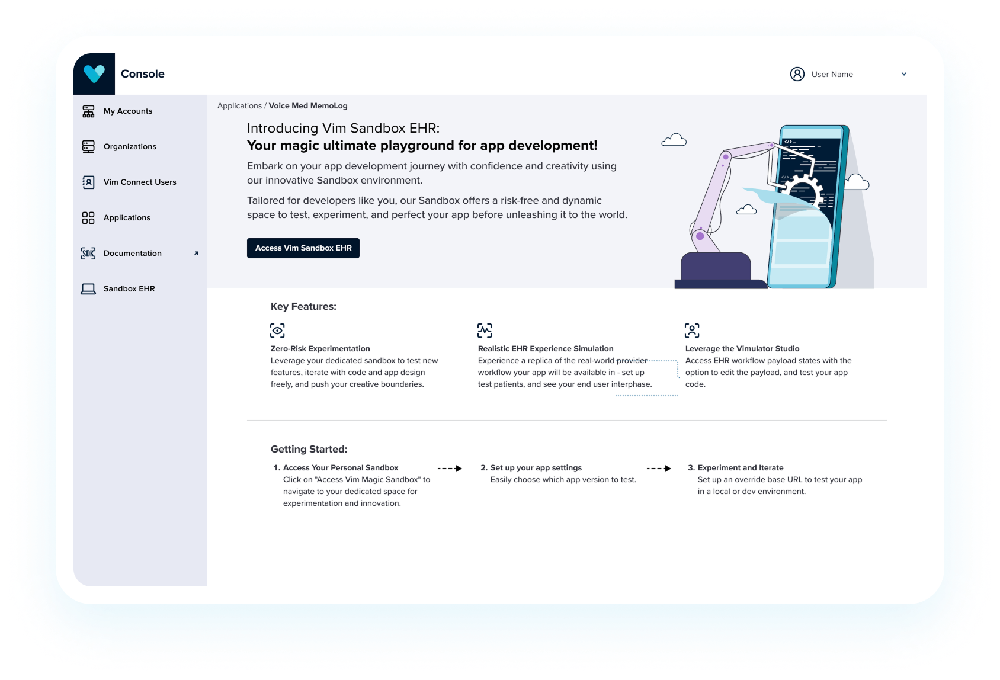 Console
User Name
My Accounts
Organizations
Vim Connect Users
Applications
SDK Documentation
Sandbox EHR
Applications / Voice Med MemoLog
Introducing Vim Sandbox EHR:
Your magic ultimate playground for app development!
Embark on your app development journey with confidence and creativity using
our innovative Sandbox environment.
Tailored for developers like you, our Sandbox offers a risk-free and dynamic
space to test, experiment, and perfect your app before unleashing it to the world.
Access Vim Sandbox EHR
</>
</>
Key Features:
Zero-Risk Experimentation
Leverage your dedicated sandbox to test new
features, iterate with code and app design
freely, and push your creative boundaries.
Realistic EHR Experience Simulation
Experience a replica of the real-world provider
workflow your app will be available in - set up
test patients, and see your end user interphase.
Leverage the Vimulator Studio
Access EHR workflow payload states with the
option to edit the payload, and test your app
code.
Getting Started:
1. Access Your Personal Sandbox
Click on "Access Vim Magic Sandbox" to
navigate to your dedicated space for
experimentation and innovation.
2. Set up your app settings
Easily choose which app version to test.
3. Experiment and Iterate
Set up an override base URL to test your app
in a local or dev environment.